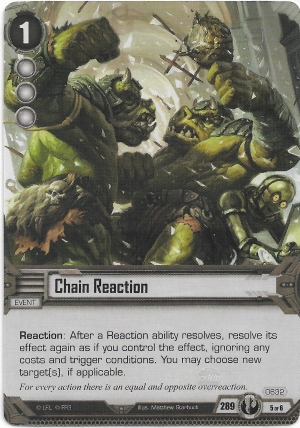 1
Chain Reaction
EVENT
Reaction: After a Reaction ability resolves, resolve its
effect again as if you control the effect, ignoring any
costs and trigger conditions. You may choose new
target(s), if applicable.
For every action there is an equal and opposite overreaction.
0632
© LFL © FFG
Illus. Matthew Starbuck
289
5 of 6